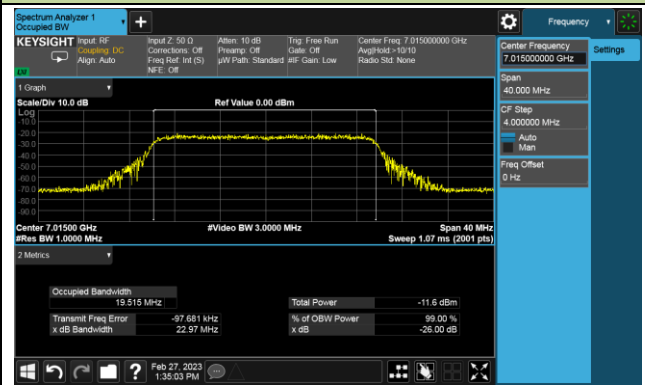 Spectrum Analyzer 1
Occupied BW
Frequency
KEYSIGHT
Input: RF
Coupling: DC
Align: Auto
Input Z: 50 Ω
Corrections: Off
Freq Ref: Int (S)
NFE: Off
Atten: 10 dB
Preamp: Off
µW Path: Standard
Trig: Free Run
Gate: Off
#IF Gain: Low
Center Freq: 7.015000000 GHz
Avg|Hold:>10/10
Radio Std: None
Center Frequency
7.015000000 GHz
Settings
Span
40.000 MHz
CF Step
4.000000 MHz
Auto
Man
Freq Offset
0 Hz
1 Graph
Scale/Div 10.0 dB
Ref Value 0.00 dBm
Log
-10.0
-20.0
-30.0
-40.0
-50.0
-60.0
-70.0
-80.0
-90.0
Center 7.01500 GHz
#Video BW 3.0000 MHz
Span 40 MHz
#Res BW 1.0000 MHz
Sweep 1.07 ms (2001 pts)
2 Metrics
Occupied Bandwidth
19.515 MHz
Total Power -11.6 dBm
Transmit Freq Error -97.681 kHz
% of OBW Power 99.00 %
x dB Bandwidth 22.97 MHz
x dB -26.00 dB
?
Feb 27, 2023
1:35:03 PM